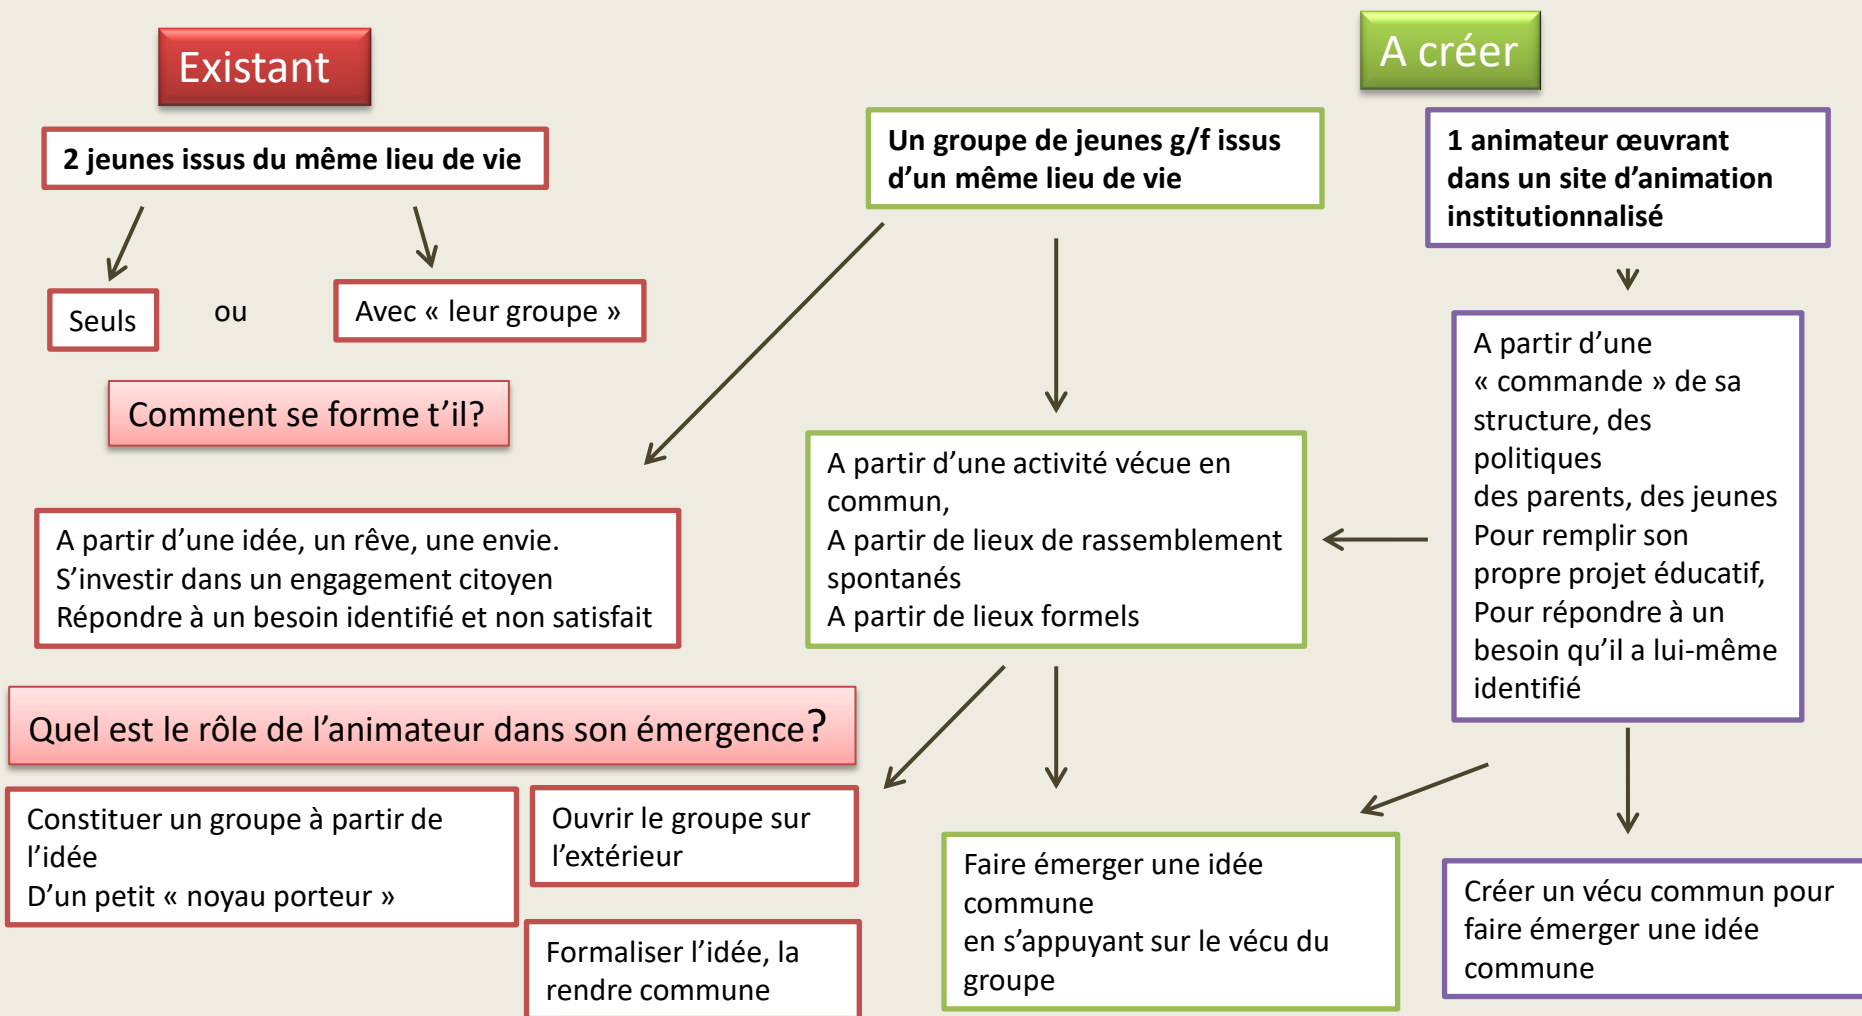 Existant
A créer
2 jeunes issus du même lieu de vie
Un groupe de jeunes g/f issus
d’un même lieu de vie
1 animateur œuvrant
dans un site d’animation
institutionnalisé
Seuls
ou
Avec « leur groupe »
Comment se forme t’il?
A partir d’une idée, un rêve, une envie.
S’investir dans un engagement citoyen
Répondre à un besoin identifié et non satisfait
A partir d’une activité vécue en
commun,
A partir de lieux de rassemblement
spontanés
A partir de lieux formels
A partir d’une
« commande » de sa
structure, des
politiques
des parents, des jeunes
Pour remplir son
propre projet éducatif,
Pour répondre à un
besoin qu’il a lui-même
identifié
Quel est le rôle de l’animateur dans son émergence?
Constituer un groupe à partir de
l’idée
D’un petit « noyau porteur »
Ouvrir le groupe sur
l’extérieur
Formaliser l’idée, la
rendre commune
Faire émerger une idée
commune
en s’appuyant sur le vécu du
groupe
Créer un vécu commun pour
faire émerger une idée
commune